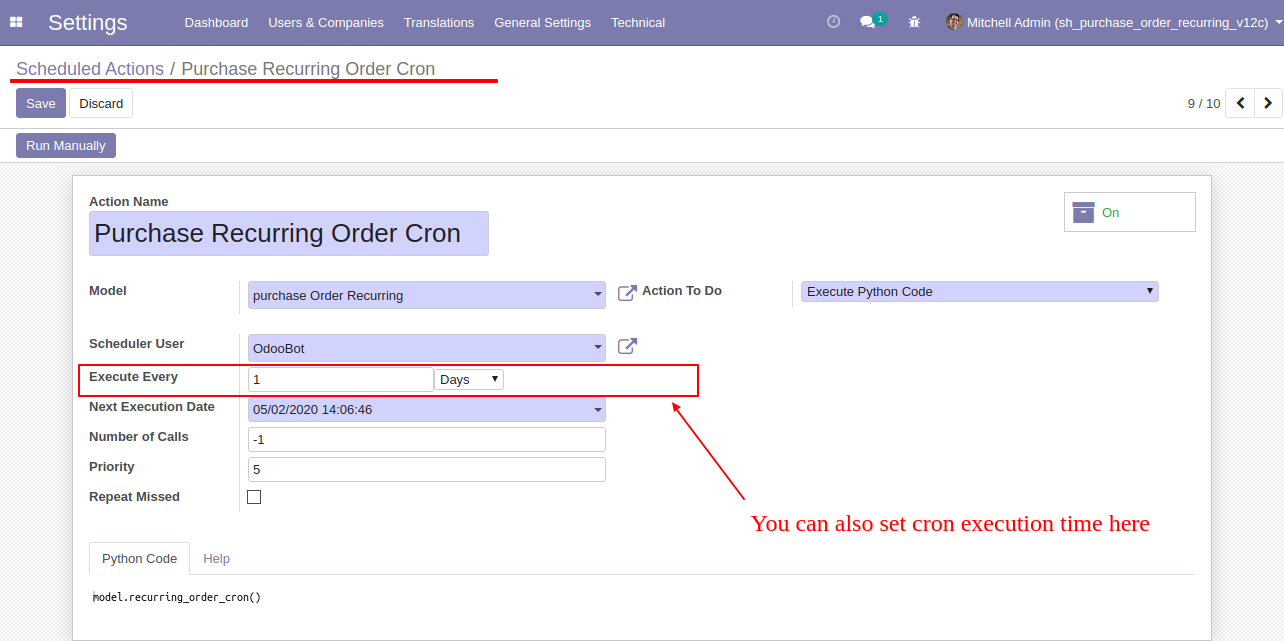 Settings Dashboard Users & Companies Translations General Settings Technical 1 Mitchell Admin (sh_purchase_order_recurring_v12c)
Scheduled Actions / Purchase Recurring Order Cron
Save Discard 9 / 10
Run Manually
Action Name
On
Purchase Recurring Order Cron
Model purchase Order Recurring Action To Do Execute Python Code
Scheduler User OdooBot
Execute Every 1 Days
Next Execution Date 05/02/2020 14:06:46
Number of Calls -1
Priority 5
Repeat Missed
You can also set cron execution time here
Python Code Help
model.recurring_order_cron()